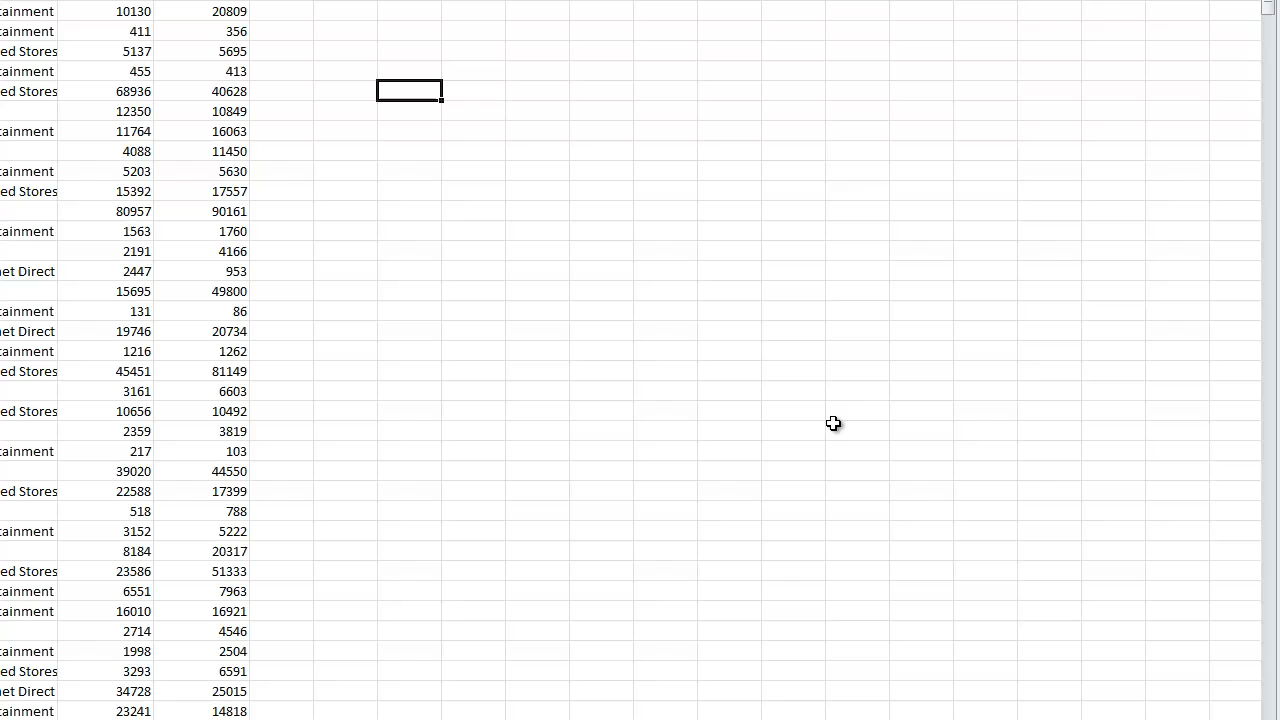 tainment 10130 20809
tainment 411 356
ed Stores 5137 5695
tainment 455 413
ed Stores 68936 40628
12350 10849
tainment 11764 16063
4088 11450
tainment 5203 5630
ed Stores 15392 17557
80957 90161
tainment 1563 1760
2191 4166
net Direct 2447 953
15695 49800
tainment 131 86
net Direct 19746 20734
tainment 1216 1262
ed Stores 45451 81149
3161 6603
ed Stores 10656 10492
2359 3819
tainment 217 103
39020 44550
ed Stores 22588 17399
518 788
tainment 3152 5222
8184 20317
ed Stores 23586 51333
tainment 6551 7963
tainment 16010 16921
2714 4546
tainment 1998 2504
ed Stores 3293 6591
net Direct 34728 25015
tainment 23241 14818